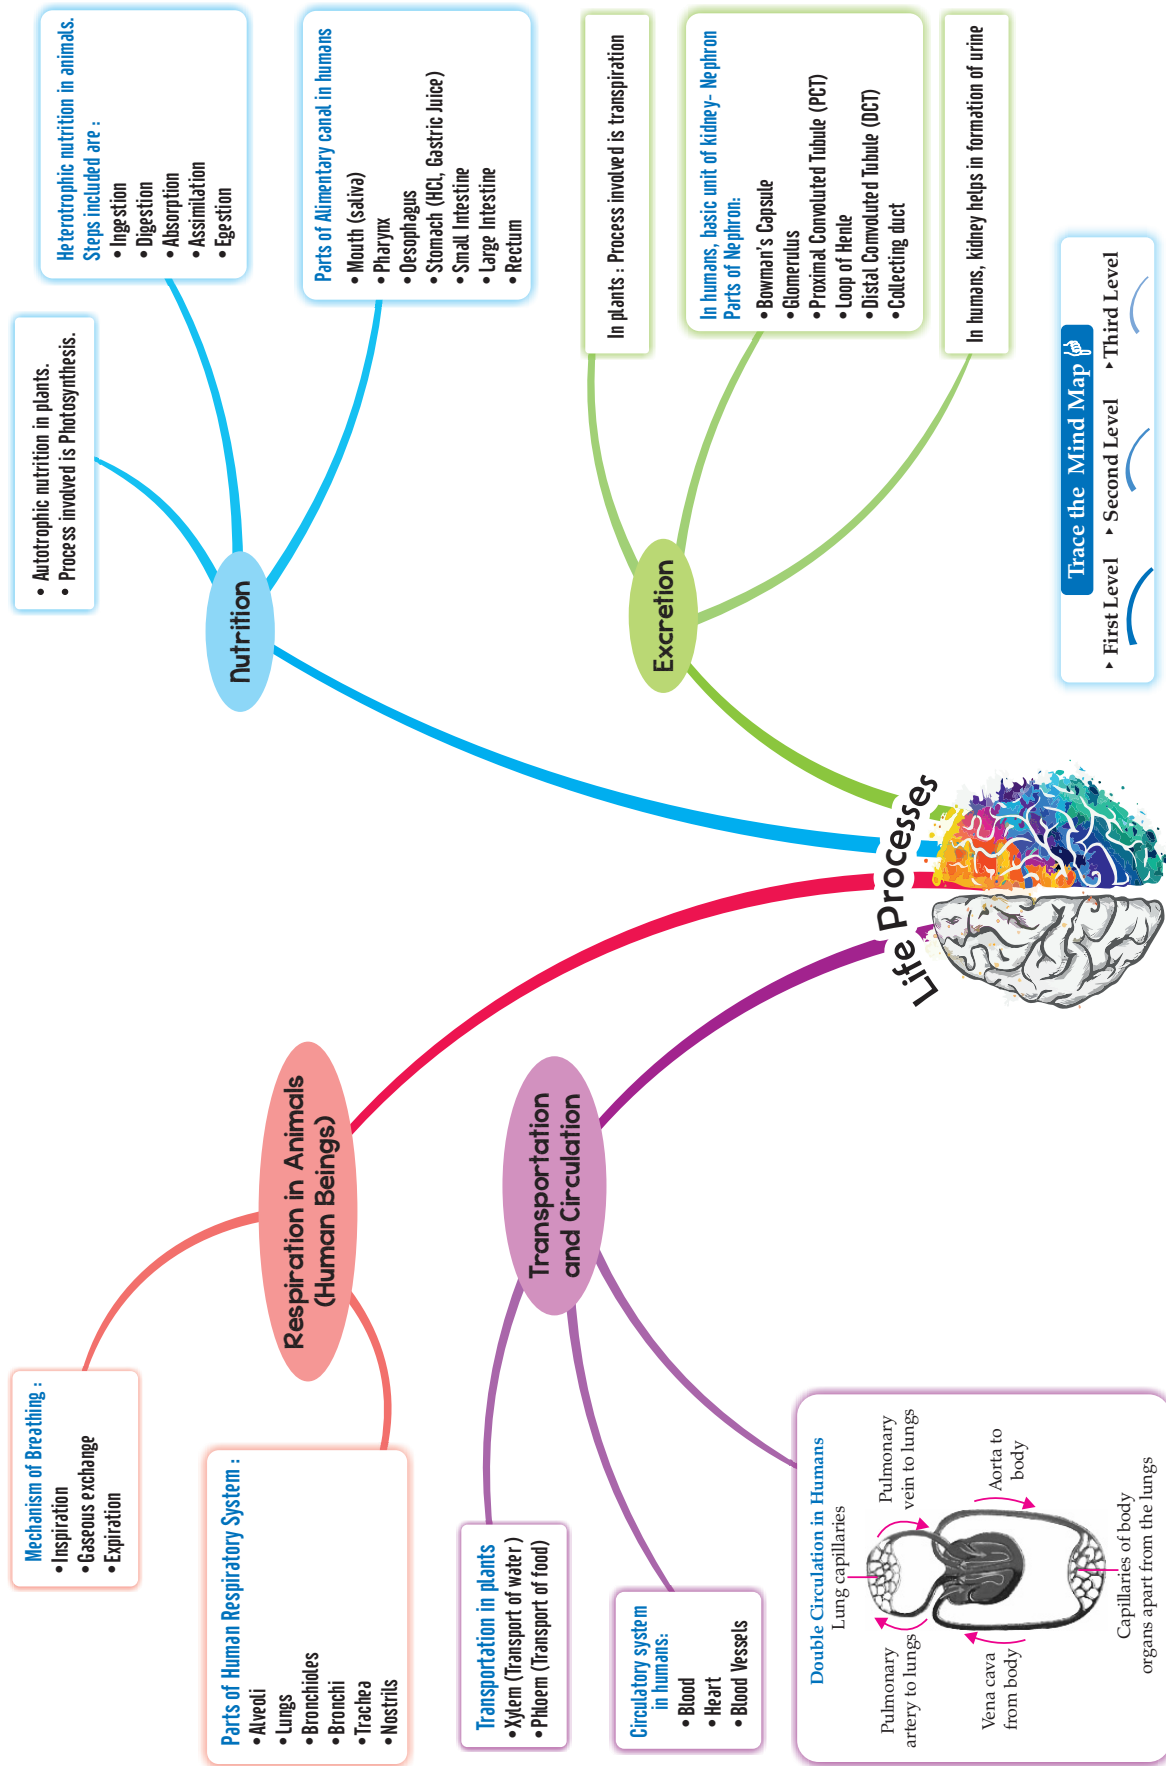 Life Processes
Nutrition
• Autotrophic nutrition in plants.
• Process involved is Photosynthesis.
Heterotrophic nutrition in animals.
Steps included are :
• Ingestion
• Digestion
• Absorption
• Assimilation
• Egestion
Parts of Alimentary canal in humans
• Mouth (saliva)
• Pharynx
• Oesophagus
• Stomach (HCl, Gastric Juice)
• Small Intestine
• Large Intestine
• Rectum
Excretion
In plants : Process involved is transpiration
In humans, basic unit of kidney- Nephron
Parts of Nephron:
• Bowman's Capsule
• Glomerulus
• Proximal Convoluted Tubule (PCT)
• Loop of Henle
• Distal Convoluted Tubule (DCT)
• Collecting duct
In humans, kidney helps in formation of urine
Respiration in Animals
(Human Beings)
Mechanism of Breathing :
• Inspiration
• Gaseous exchange
• Expiration
Parts of Human Respiratory System :
• Alveoli
• Lungs
• Bronchioles
• Bronchi
• Trachea
• Nostrils
Transportation
and Circulation
Transportation in plants
• Xylem (Transport of water )
• Phloem (Transport of food)
Circulatory system
in humans:
• Blood
• Heart
• Blood Vessels
Double Circulation in Humans
Lung capillaries
Pulmonary
artery to lungs
Pulmonary
vein to lungs
Vena cava
from body
Aorta to
body
Capillaries of body
organs apart from the lungs
Trace the Mind Map
▸ First Level ▸ Second Level ▸ Third Level